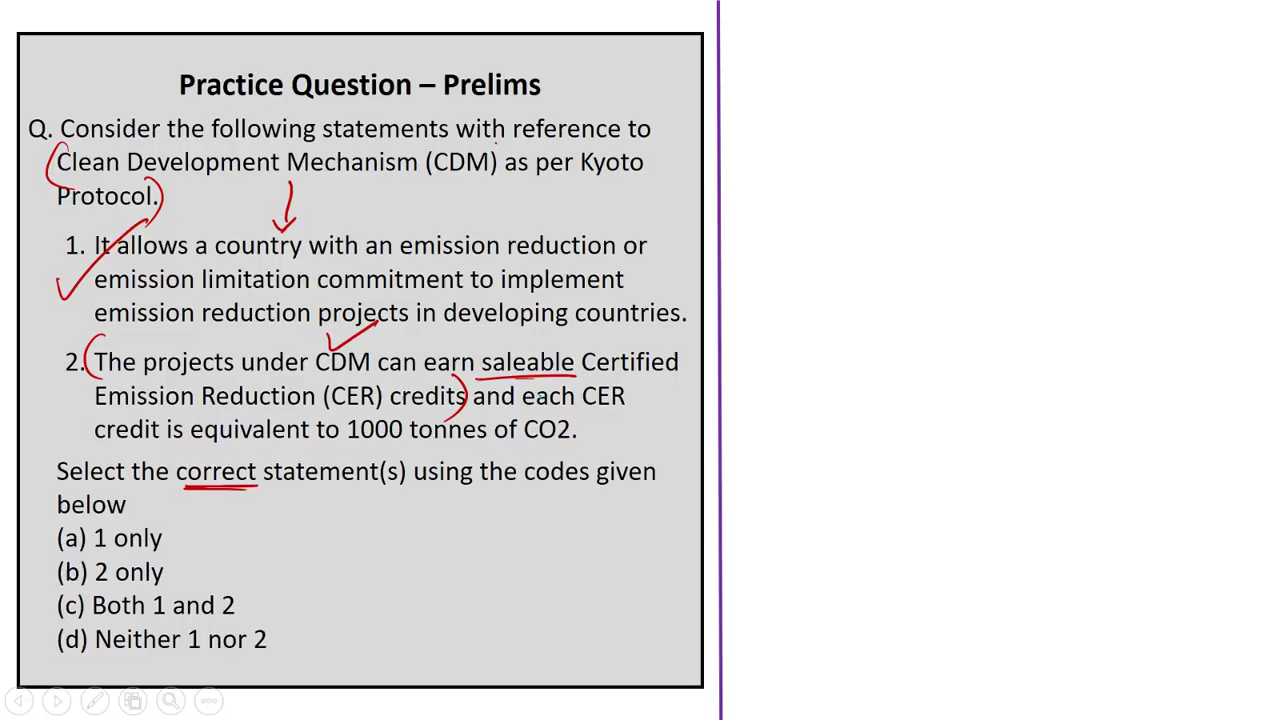 Practice Question – Prelims
Q. Consider the following statements with reference to
Clean Development Mechanism (CDM) as per Kyoto
Protocol.
1. It allows a country with an emission reduction or
emission limitation commitment to implement
emission reduction projects in developing countries.
2. The projects under CDM can earn saleable Certified
Emission Reduction (CER) credits and each CER
credit is equivalent to 1000 tonnes of CO2.
Select the correct statement(s) using the codes given
below
(a) 1 only
(b) 2 only
(c) Both 1 and 2
(d) Neither 1 nor 2